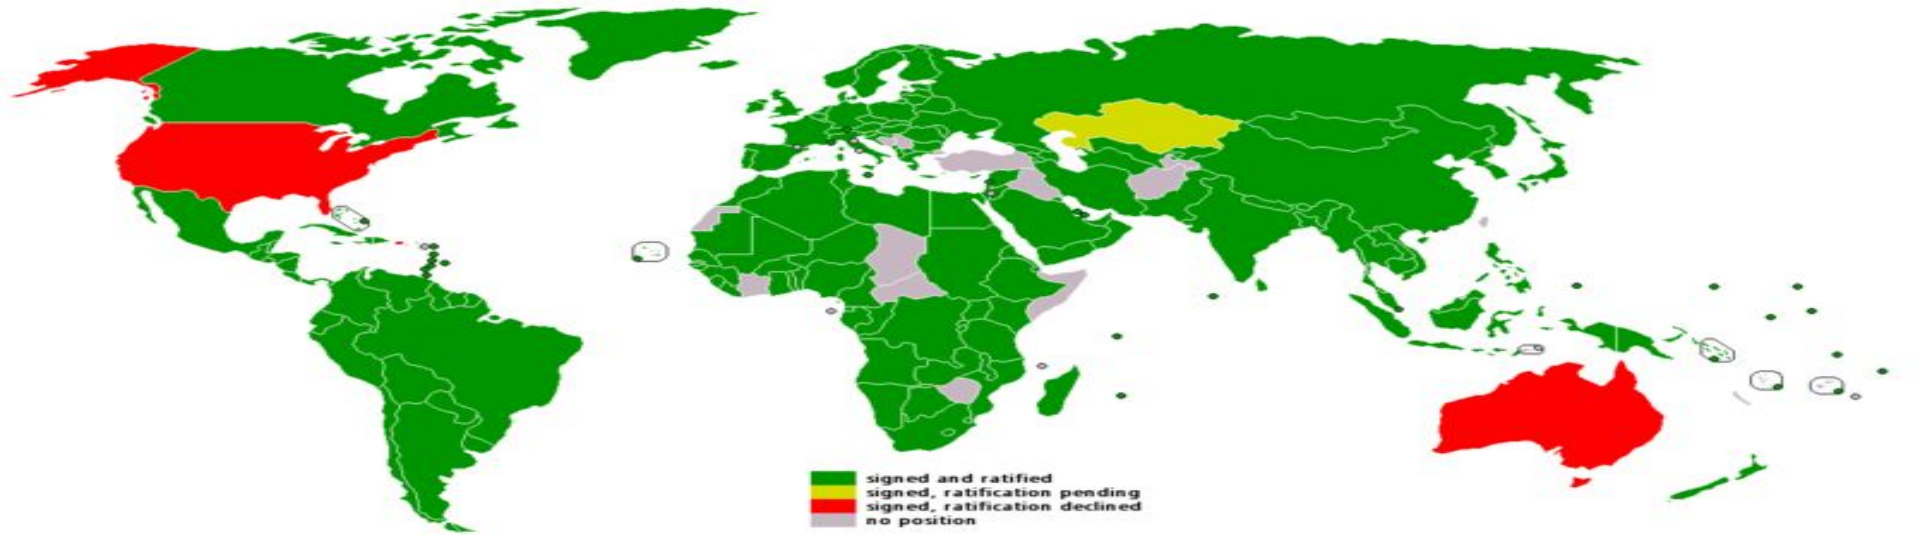 signed and ratified
signed, ratification pending
signed, ratification declined
no position